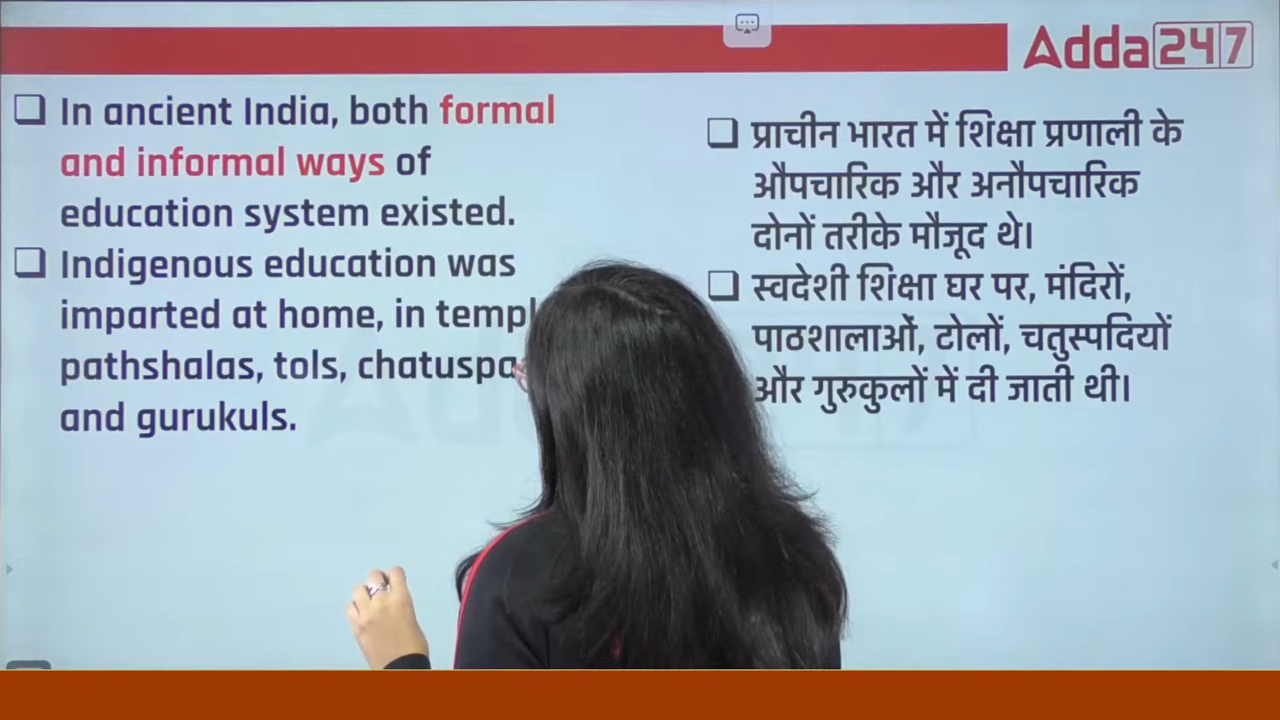 Adda247
In ancient India, both formal
and informal ways of
education system existed.
Indigenous education was
imported at home, in
pathshalas, tols,
and gurukuls.
प्राचीन भारत में शिक्षा प्रणाली के
औपचारिक और अनौपचारिक
दोनों तरीके मौजूद थे।
स्वदेशी शिक्षा घर पर, मंदिरों,
पाठशालाओं, टोलों, चतुस्पदियों
और गुरुकुलों में दी जाती थी।